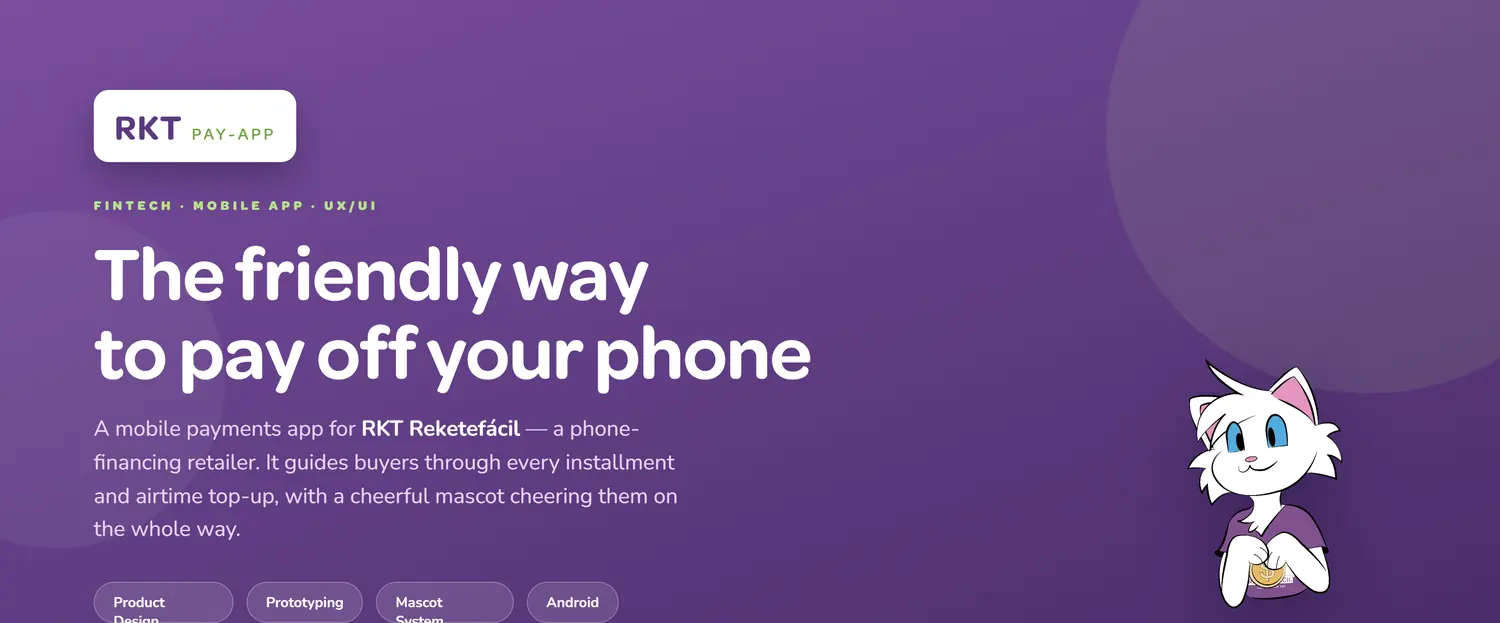 RKT PAY-APP
FINTECH · MOBILE APP · UX/UI
The friendly way
to pay off your phone
A mobile payments app for RKT Reketefácil — a phone-
financing retailer. It guides buyers through every installment
and airtime top-up, with a cheerful mascot cheering them on
the whole way.
Product
Design
Prototyping
Mascot
System
Android